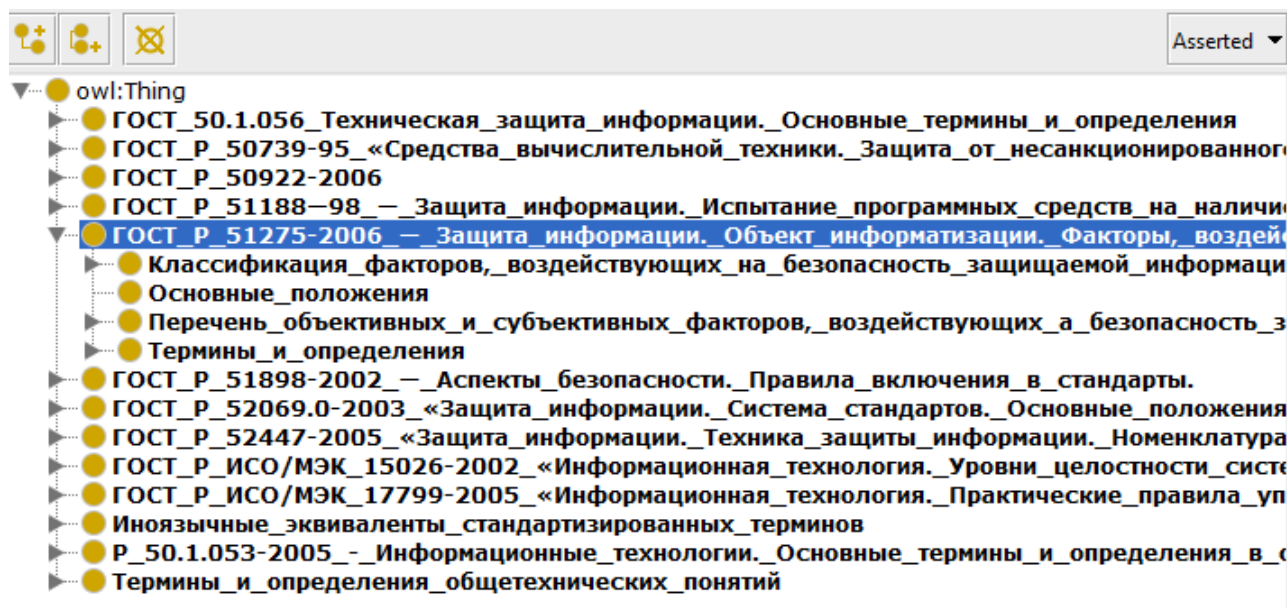 Asserted
owl:Thing
ГОСТ_50.1.056_Техническая_защита_информации._Основные_термины_и_определения
ГОСТ_Р_50739-95_«Средства_вычислительной_техники._Защита_от_несанкционированног
ГОСТ_Р_50922-2006
ГОСТ_Р_51188—98_—_Защита_информации._Испытание_программных_средств_на_наличи
ГОСТ_Р_51275-2006_—_Защита_информации._Объект_информатизации._Факторы,_воздей
Классификация_факторов,_воздействующих_на_безопасность_защищаемой_информаци
Основные_положения
Перечень_объективных_и_субъективных_факторов,_воздействующих_а_безопасность_з
Термины_и_определения
ГОСТ_Р_51898-2002_—_Аспекты_безопасности._Правила_включения_в_стандарты.
ГОСТ_Р_52069.0-2003_«Защита_информации._Система_стандартов._Основные_положения
ГОСТ_Р_52447-2005_«Защита_информации._Техника_защиты_информации._Номенклатура
ГОСТ_Р_ИСО/МЭК_15026-2002_«Информационная_технология._Уровни_целостности_систе
ГОСТ_Р_ИСО/МЭК_17799-2005_«Информационная_технология._Практические_правила_уп
Иноязычные_эквиваленты_стандартизированных_терминов
Р_50.1.053-2005_-_Информационные_технологии._Основные_термины_и_определения_в_о
Термины_и_определения_общетехнических_понятий